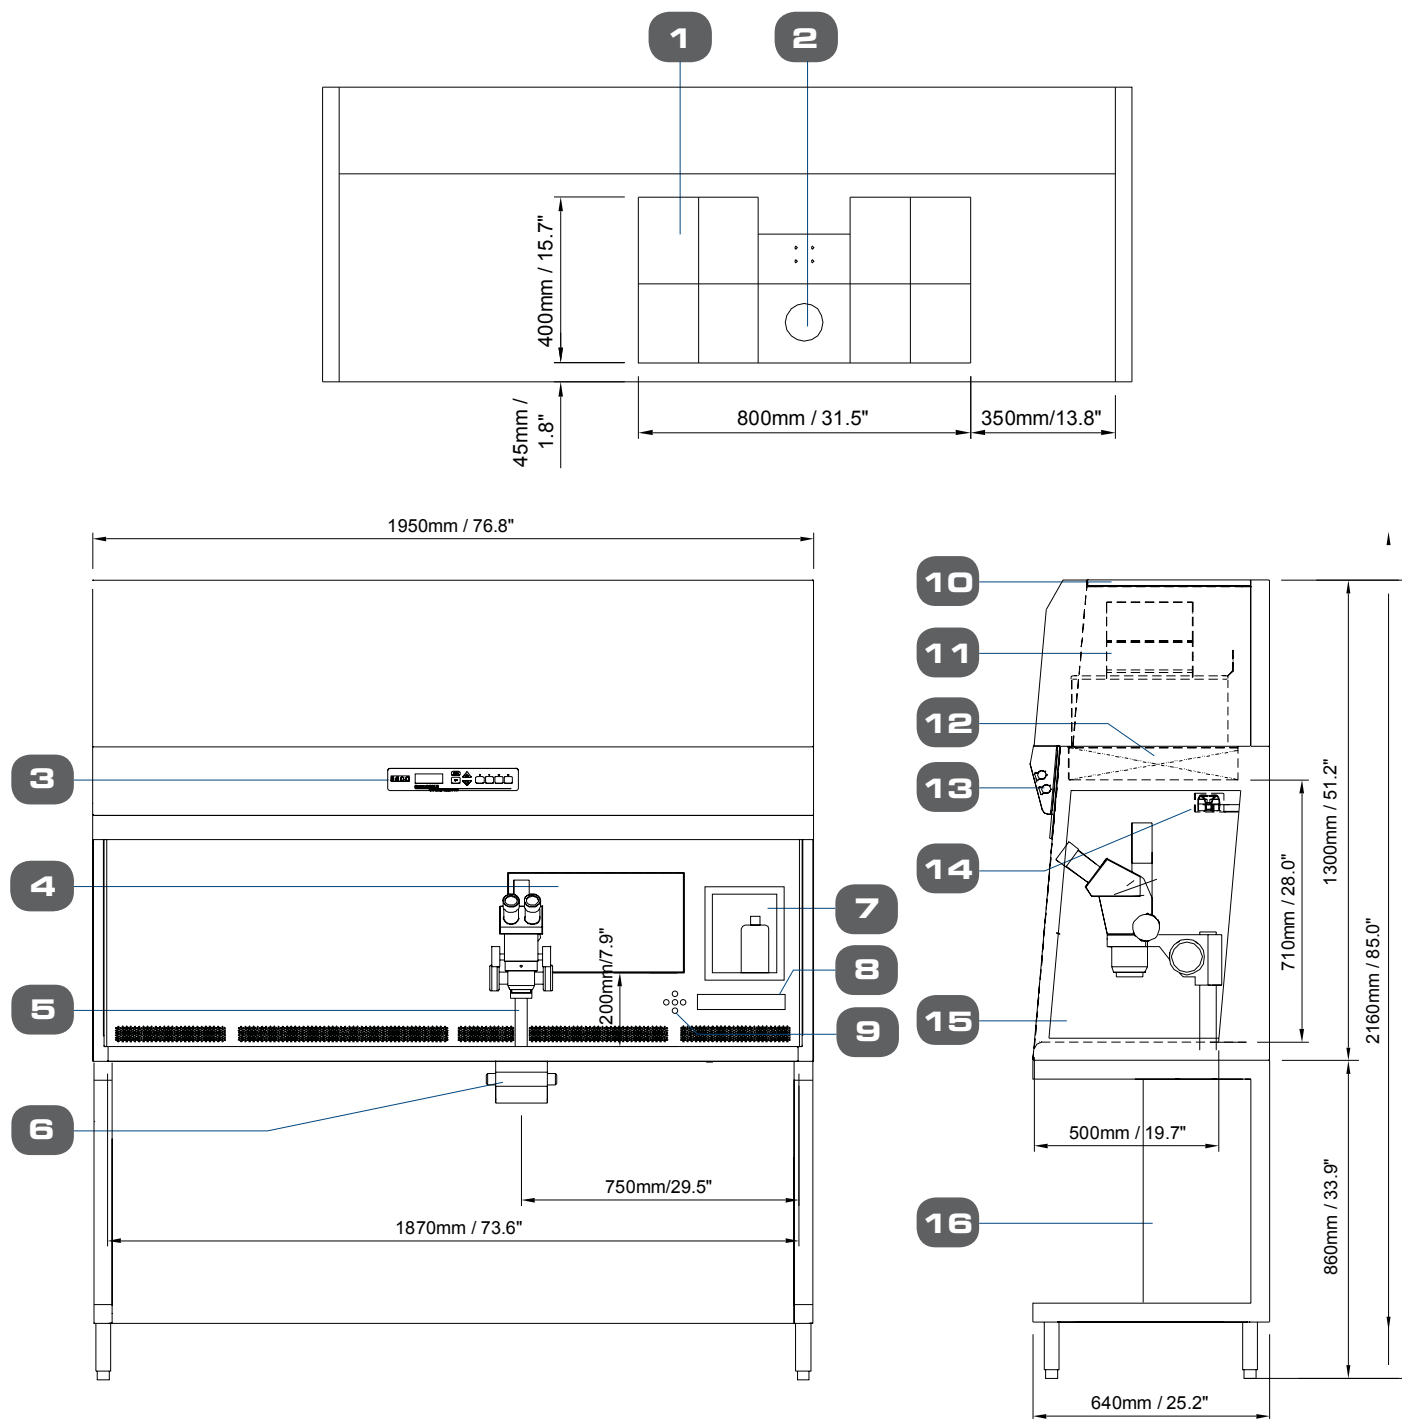 1
2
400mm / 15.7"
45mm /
1.8"
800mm / 31.5"
350mm/13.8"
1950mm / 76.8"
3
4
5
6
7
8
9
200mm/7.9"
750mm/29.5"
1870mm / 73.6"
10
11
12
13
14
15
16
710mm / 28.0"
1300mm / 51.2"
2160mm / 85.0"
500mm / 19.7"
860mm / 33.9"
640mm / 25.2"